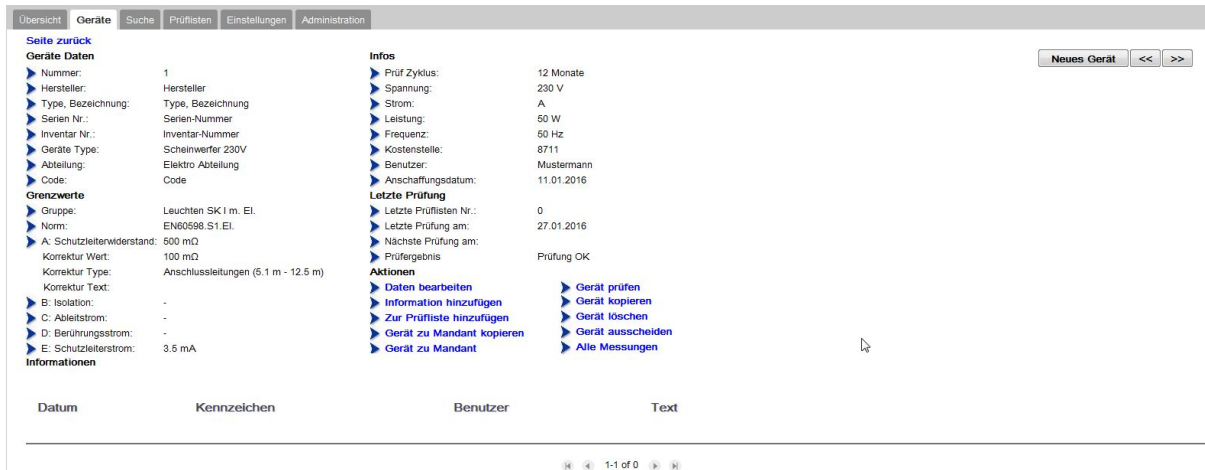 Übersicht Geräte Suche Prüflisten Einstellungen Administration
Seite zurück
Neues Gerät << >>
Geräte Daten
Nummer: 1
Hersteller: Hersteller
Type, Bezeichnung: Type, Bezeichnung
Serien Nr.: Serien-Nummer
Inventar Nr.: Inventar-Nummer
Geräte Type: Scheinwerfer 230V
Abteilung: Elektro Abteilung
Code: Code
Grenzwerte
Gruppe: Leuchten SK I m. El.
Norm: EN60598.S1.El.
A: Schutzleiterwiderstand: 500 mΩ
Korrektur Wert: 100 mΩ
Korrektur Type: Anschlussleitungen (5.1 m - 12.5 m)
Korrektur Text:
B: Isolation: -
C: Ableitstrom: -
D: Berührungsstrom: -
E: Schutzleiterstrom: 3.5 mA
Infos
Prüf Zyklus: 12 Monate
Spannung: 230 V
Strom: A
Leistung: 50 W
Frequenz: 50 Hz
Kostenstelle: 8711
Benutzer: Mustermann
Anschaffungsdatum: 11.01.2016
Letzte Prüfung
Letzte Prüflisten Nr.: 0
Letzte Prüfung am: 27.01.2016
Nächste Prüfung am:
Prüfergebnis Prüfung OK
Aktionen
Daten bearbeiten Gerät prüfen
Information hinzufügen Gerät kopieren
Zur Prüfliste hinzufügen Gerät löschen
Gerät zu Mandant kopieren Gerät ausscheiden
Gerät zu Mandant Alle Messungen
Informationen
Datum Kennzeichen Benutzer Text
1-1 of 0